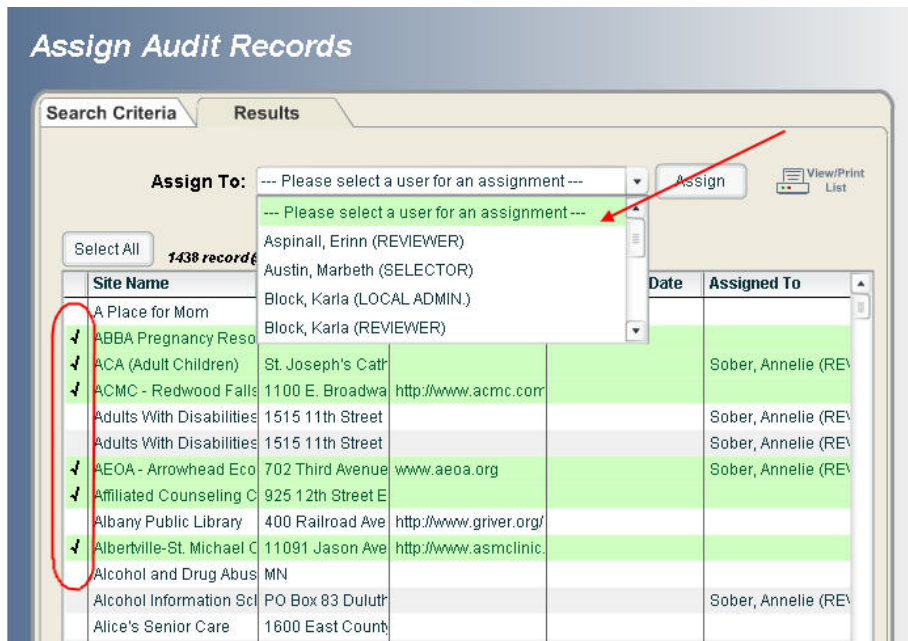 Assign Audit Records
Search Criteria Results
Assign To: --- Please select a user for an assignment --- Assign View/Print
List
--- Please select a user for an assignment ---
Aspinall, Erinn (REVIEWER)
Austin, Marbeth (SELECTOR)
Block, Karla (LOCAL ADMIN.)
Block, Karla (REVIEWER)
Select All 1438 record(s
Site Name Date Assigned To
A Place for Mom
ABBA Pregnancy Reso
ACA (Adult Children) St. Joseph's Cath Sober, Annelie (REV
ACMC - Redwood Falls 1100 E. Broadwa http://www.acmc.com
Adults With Disabilities 1515 11th Street Sober, Annelie (REV
Adults With Disabilities 1515 11th Street Sober, Annelie (REV
AEOA - Arrowhead Eco 702 Third Avenue www.aeoa.org Sober, Annelie (REV
Affiliated Counseling C 925 12th Street E
Albany Public Library 400 Railroad Ave http://www.griver.org/
Albertville-St. Michael C 11091 Jason Ave http://www.asmclinic.
Alcohol and Drug Abus MN
Alcohol Information Scl PO Box 83 Duluth Sober, Annelie (REV
Alice's Senior Care 1600 East County